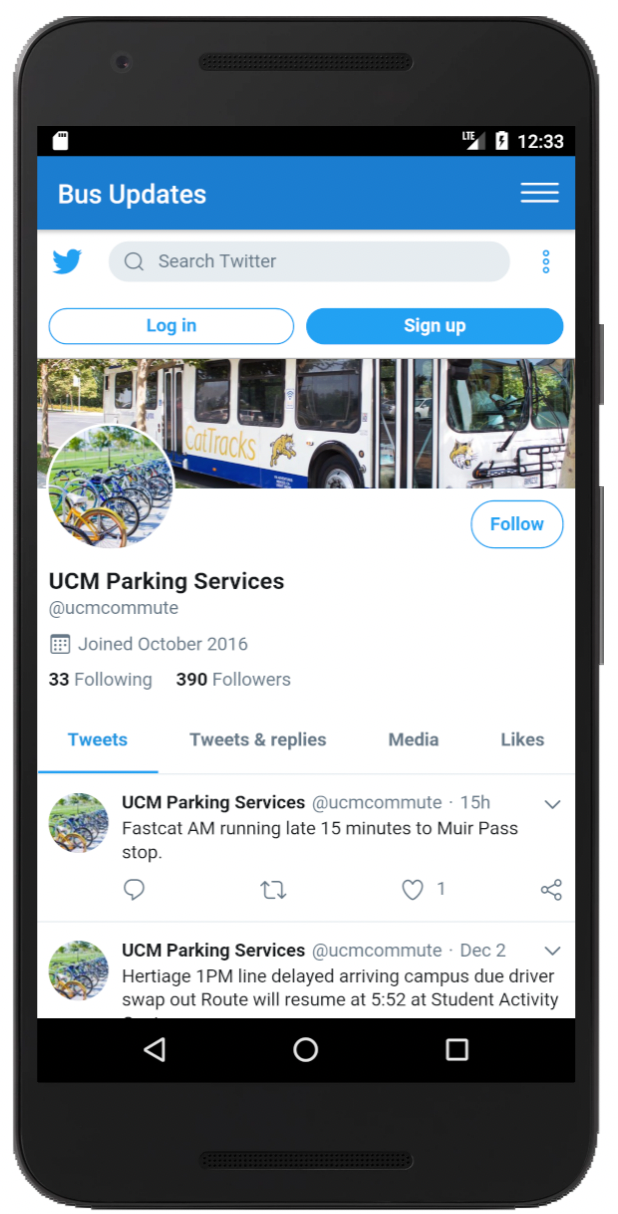 LTE 12:33
Bus Updates
Search Twitter
Log in Sign up
CatTracks
Follow
UCM Parking Services
@ucmcommute
Joined October 2016
33 Following 390 Followers
Tweets Tweets & replies Media Likes
UCM Parking Services @ucmcommute · 15h
Fastcat AM running late 15 minutes to Muir Pass
stop.
1
UCM Parking Services @ucmcommute · Dec 2
Hertiage 1PM line delayed arriving campus due driver
swap out Route will resume at 5:52 at Student Activity